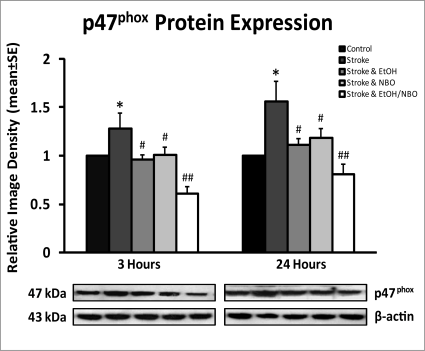 p47phox Protein Expression
Control
Stroke
Stroke & EtOH
Stroke & NBO
Stroke & EtOH/NBO
Relative Image Density (mean±SE)
2
1.5
1
0.5
0
* # # ##
* # # ##
3 Hours 24 Hours
47 kDa p47phox
43 kDa β-actin